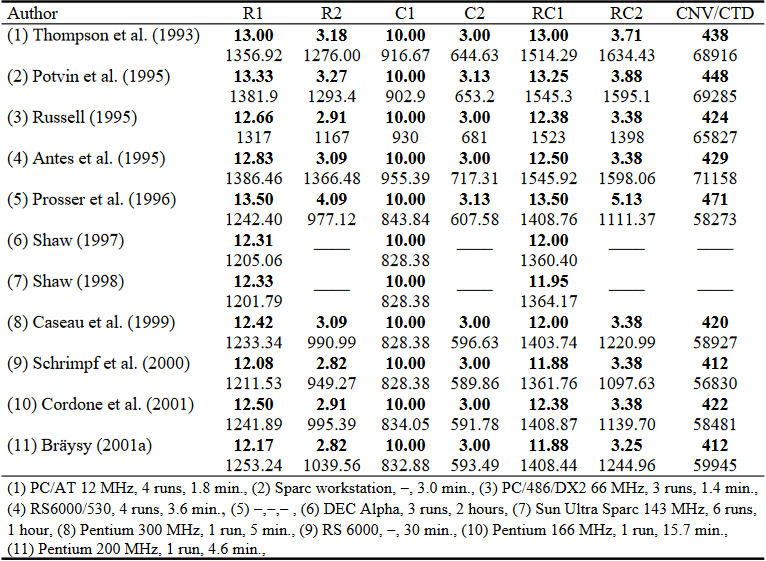 Author R1 R2 C1 C2 RC1 RC2 CNV/CTD
(1) Thompson et al. (1993) 13.00 3.18 10.00 3.00 13.00 3.71 438
1356.92 1276.00 916.67 644.63 1514.29 1634.43 68916
(2) Potvin et al. (1995) 13.33 3.27 10.00 3.13 13.25 3.88 448
1381.9 1293.4 902.9 653.2 1545.3 1595.1 69285
(3) Russell (1995) 12.66 2.91 10.00 3.00 12.38 3.38 424
1317 1167 930 681 1523 1398 65827
(4) Antes et al. (1995) 12.83 3.09 10.00 3.00 12.50 3.38 429
1386.46 1366.48 955.39 717.31 1545.92 1598.06 71158
(5) Prosser et al. (1996) 13.50 4.09 10.00 3.13 13.50 5.13 471
1242.40 977.12 843.84 607.58 1408.76 1111.37 58273
(6) Shaw (1997) 12.31 ____ 10.00 ____ 12.00 ____ ____
1205.06 828.38 1360.40
(7) Shaw (1998) 12.33 ____ 10.00 ____ 11.95 ____ ____
1201.79 828.38 1364.17
(8) Caseau et al. (1999) 12.42 3.09 10.00 3.00 12.00 3.38 420
1233.34 990.99 828.38 596.63 1403.74 1220.99 58927
(9) Schrimpf et al. (2000) 12.08 2.82 10.00 3.00 11.88 3.38 412
1211.53 949.27 828.38 589.86 1361.76 1097.63 56830
(10) Cordone et al. (2001) 12.50 2.91 10.00 3.00 12.38 3.38 422
1241.89 995.39 834.05 591.78 1408.87 1139.70 58481
(11) Bräysy (2001a) 12.17 2.82 10.00 3.00 11.88 3.25 412
1253.24 1039.56 832.88 593.49 1408.44 1244.96 59945
(1) PC/AT 12 MHz, 4 runs, 1.8 min., (2) Sparc workstation, –, 3.0 min., (3) PC/486/DX2 66 MHz, 3 runs, 1.4 min.,
(4) RS6000/530, 4 runs, 3.6 min., (5) –,–,– , (6) DEC Alpha, 3 runs, 2 hours, (7) Sun Ultra Sparc 143 MHz, 6 runs,
1 hour, (8) Pentium 300 MHz, 1 run, 5 min., (9) RS 6000, –, 30 min., (10) Pentium 166 MHz, 1 run, 15.7 min.,
(11) Pentium 200 MHz, 1 run, 4.6 min.,